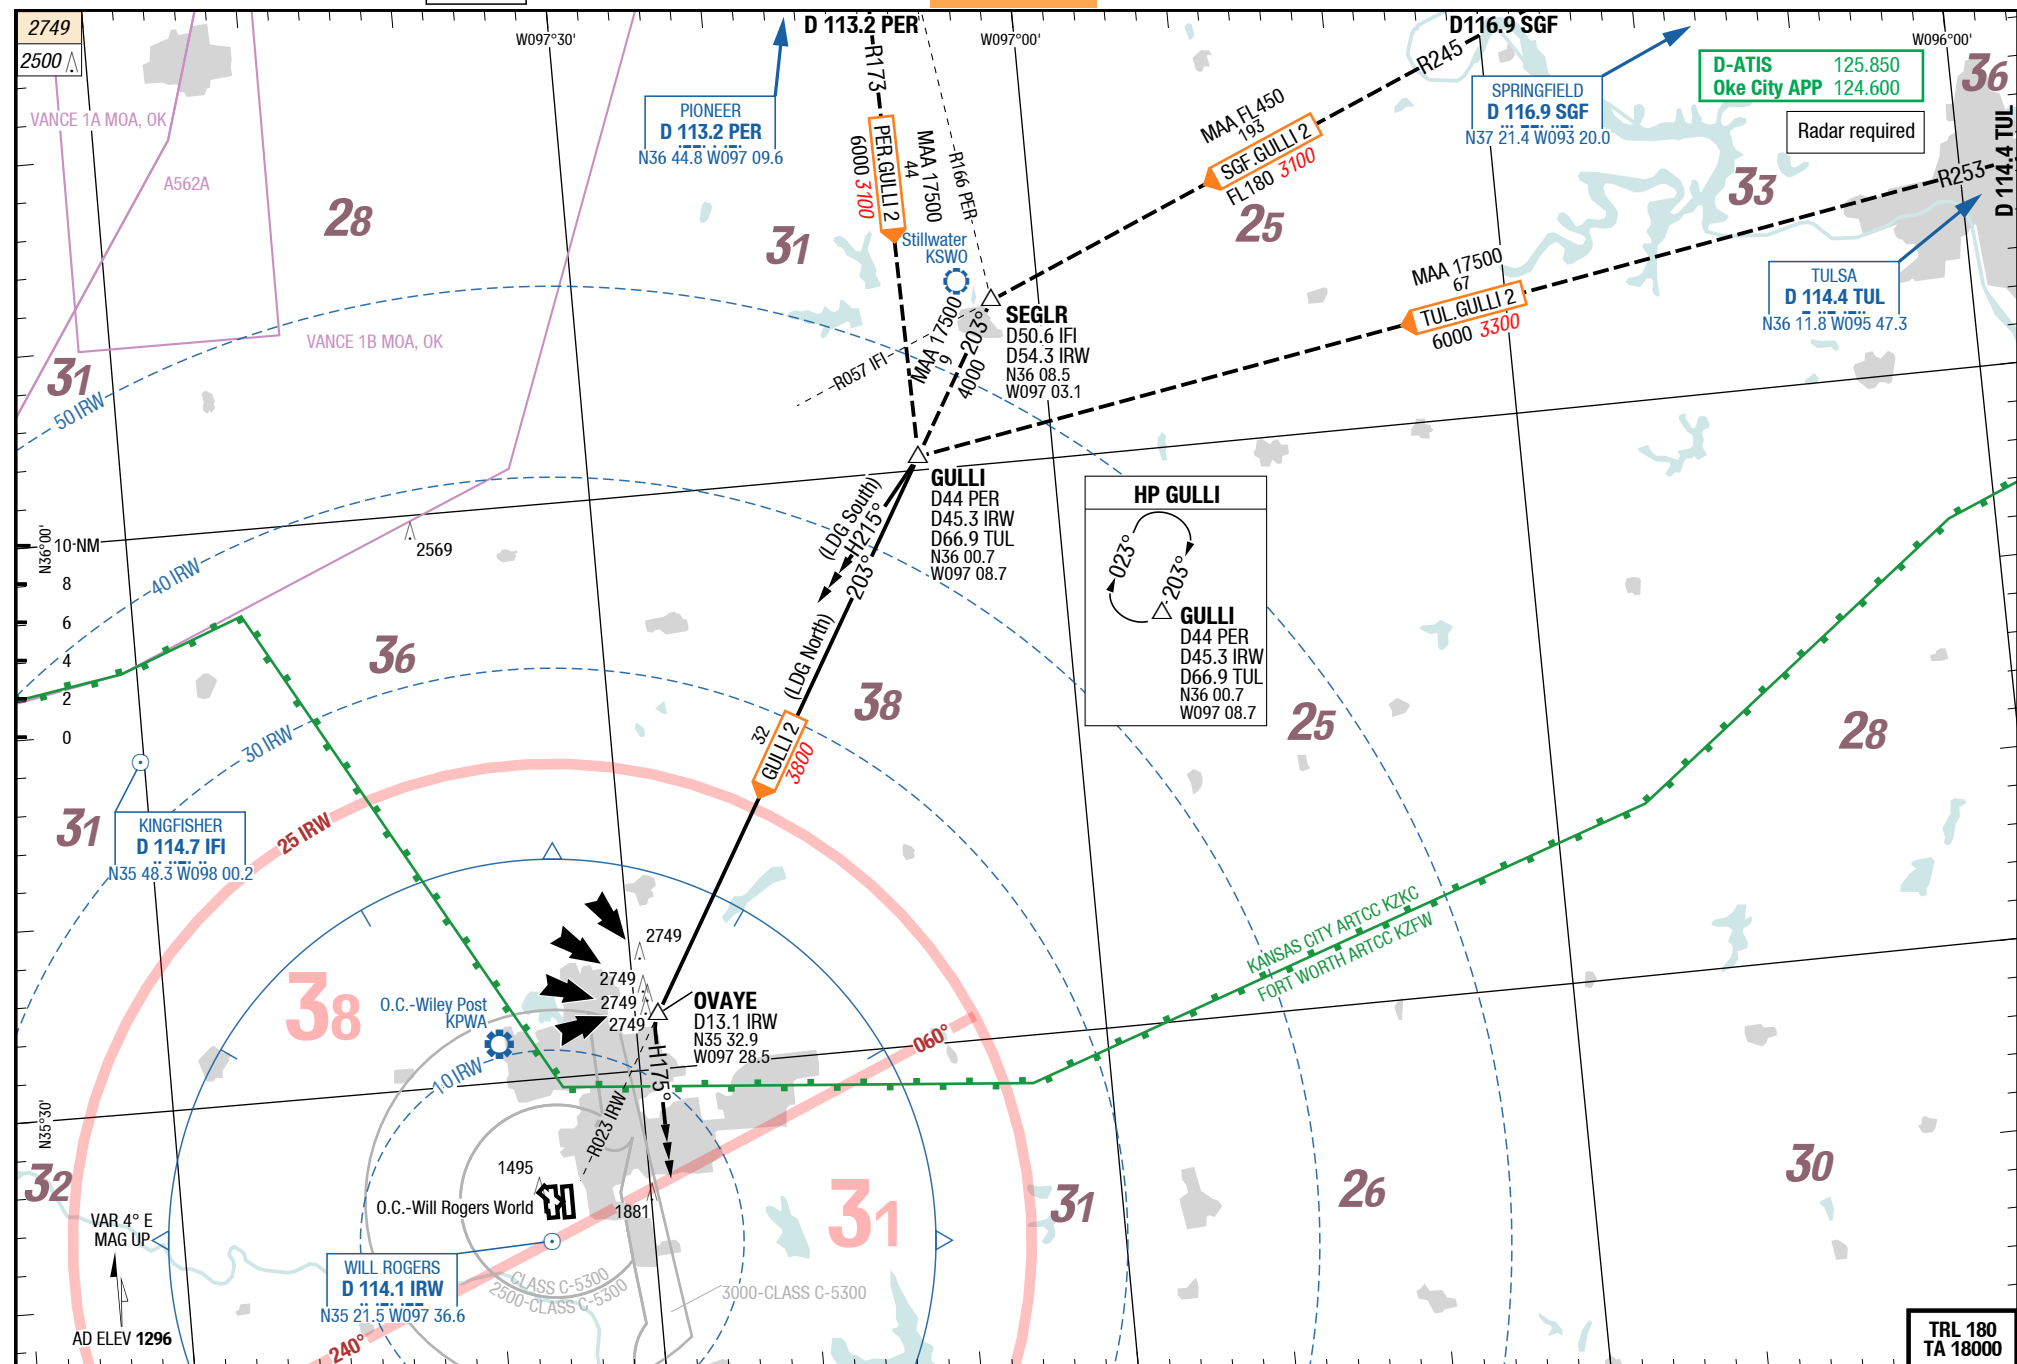 2749
2500
W097°30'
D 113.2 PER
W097°00'
D116.9 SGF
W096°00'
D-ATIS 125.850
Oke City APP 124.600
Radar required
36
D 114.4 TUL
VANCE 1A MOA, OK
A562A
28
PIONEER
D 113.2 PER
N36 44.8 W097 09.6
R173
PER.GULLI 2
6000 3100
MAA 17500
44
R166 PER
31
Stillwater
KSWO
MAA FL450
193
SGF.GULLI 2
FL180 3100
R245
25
SPRINGFIELD
D 116.9 SGF
N37 21.4 W093 20.0
33
R253
TULSA
D 114.4 TUL
N36 11.8 W095 47.3
MAA 17500
67
TUL.GULLI 2
6000 3300
VANCE 1B MOA, OK
31
50 IRW
R057 IFI
MAA 17500
9
4000
203°
SEGLR
D50.6 IFI
D54.3 IRW
N36 08.5
W097 03.1
GULLI
D44 PER
D45.3 IRW
D66.9 TUL
N36 00.7
W097 08.7
HP GULLI
023°
203°
GULLI
D44 PER
D45.3 IRW
D66.9 TUL
N36 00.7
W097 08.7
N36°00'
10 NM
8
6
4
2
0
2569
40 IRW
(LDG South)
H215°
203°
(LDG North)
36
38
25
28
30 IRW
32
GULLI 2
3800
31
KINGFISHER
D 114.7 IFI
N35 48.3 W098 00.2
25 IRW
KANSAS CITY ARTCC KZKC
FORT WORTH ARTCC KZFW
2749
2749
2749
2749
38
O.C.-Wiley Post
KPWA
OVAYE
D13.1 IRW
N35 32.9
W097 28.5
060°
10 IRW
H175°
R023 IRW
N35°30'
32
1495
O.C.-Will Rogers World
1881
31
31
26
30
VAR 4° E
MAG UP
WILL ROGERS
D 114.1 IRW
N35 21.5 W097 36.6
CLASS C-5300
2500-CLASS C-5300
3000-CLASS C-5300
240°
AD ELEV 1296
TRL 180
TA 18000